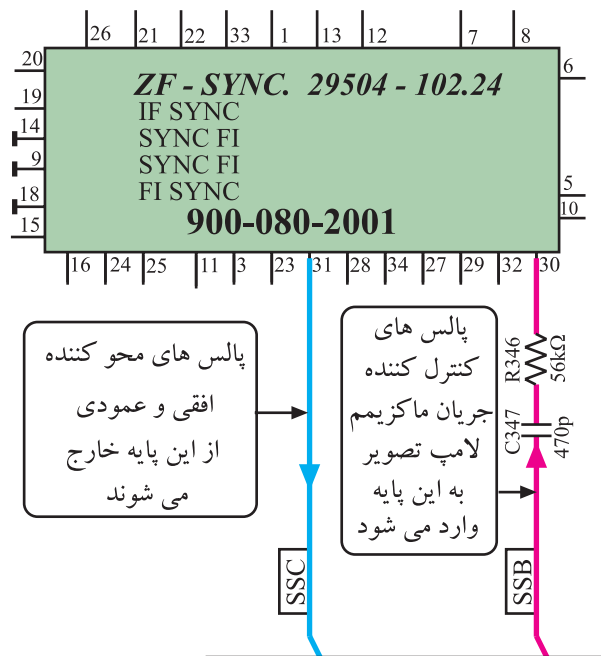 26 21 22 33 1 13 12 7 8
20
6
ZF - SYNC. 29504 - 102.24
19
IF SYNC
14
SYNC FI
9
SYNC FI
18
FI SYNC
5
10
15
900-080-2001
16 24 25 11 3 23 31 28 34 27 29 32 30
پالس های محو کننده
افقی و عمودی
از این پایه خارج
می شوند
پالس های
کنترل کننده
جریان ماکزیمم
لامپ تصویر
به این پایه
وارد می شود
R346
56kΩ
C347
470p
SSC
SSB